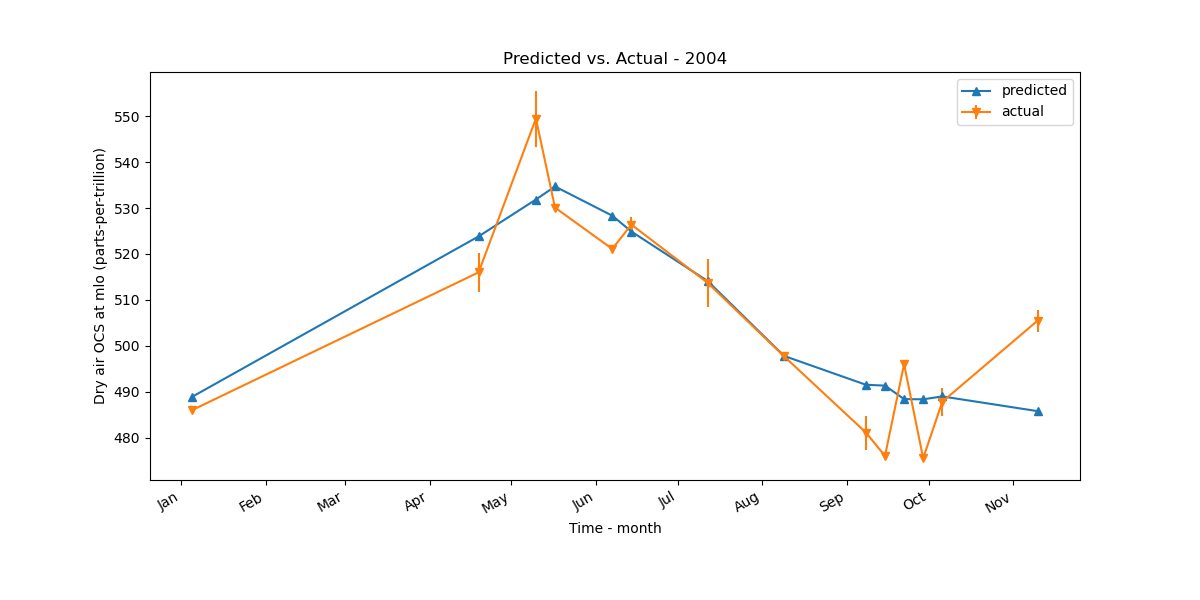 Predicted vs. Actual - 2004
predicted
actual
Dry air OCS at mlo (parts-per-trillion)
550
540
530
520
510
500
490
480
Jan
Feb
Mar
Apr
May
Jun
Jul
Aug
Sep
Oct
Nov
Time - month